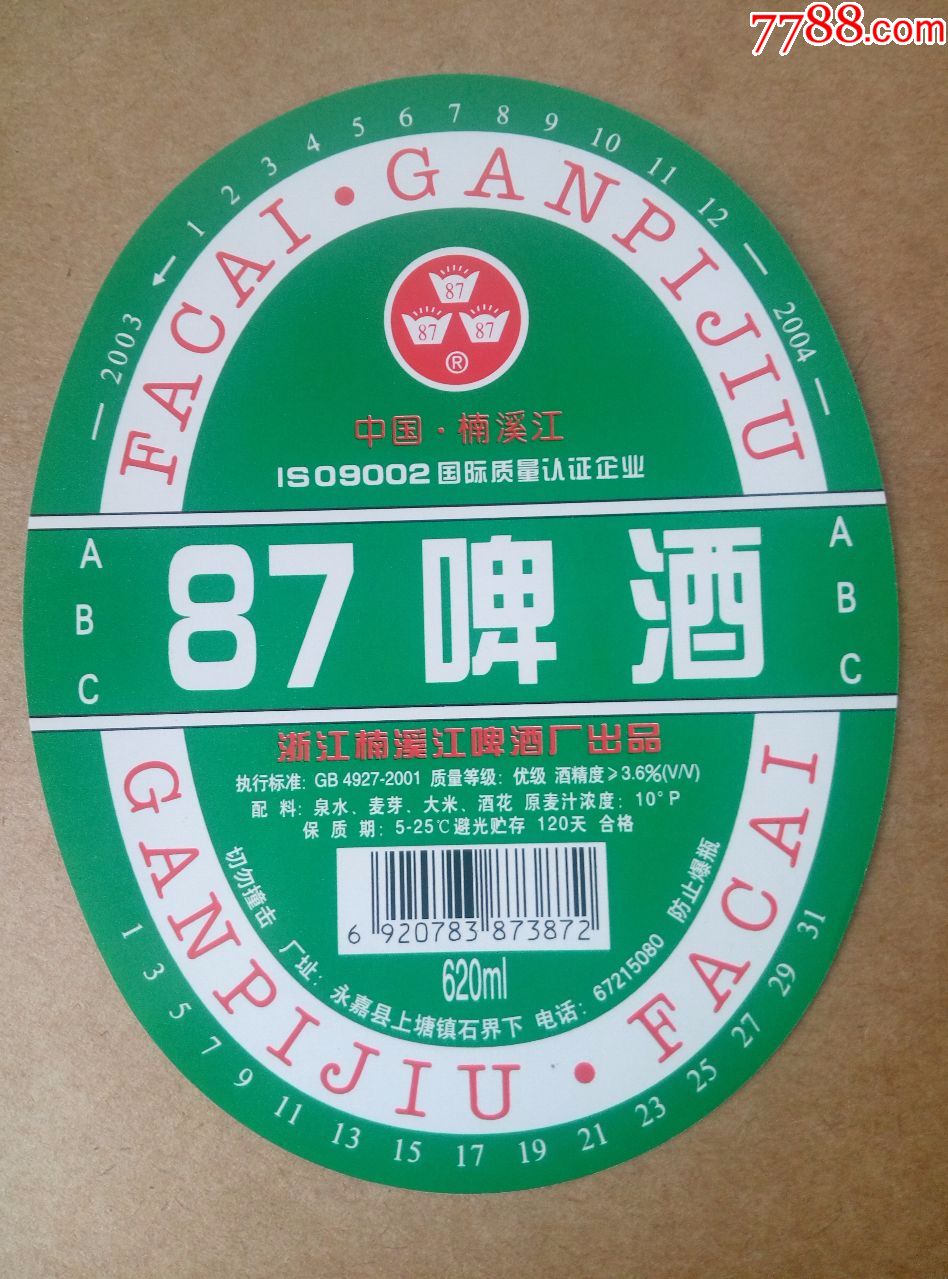 7788.com
— 2003 ← 1 2 3 4 5 6 7 8 9 10 11 12 — 2004 —
FACAI · GANPIJIU
87
87 87
®
中国·楠溪江
ISO9002国际质量认证企业
A
B
C
87啤酒
A
B
C
浙江楠溪江啤酒厂出品
执行标准: GB 4927-2001 质量等级: 优级 酒精度≥3.6%(V/V)
配 料: 泉水、麦芽、大米、酒花 原麦汁浓度: 10°P
保 质 期: 5-25℃避光贮存 120天 合格
6 920783 873872
620ml
切勿撞击 厂址: 永嘉县上塘镇石界下 电话: 67215080 防止爆瓶
GANPIJIU · FACAI
1 3 5 7 9 11 13 15 17 19 21 23 25 27 29 31